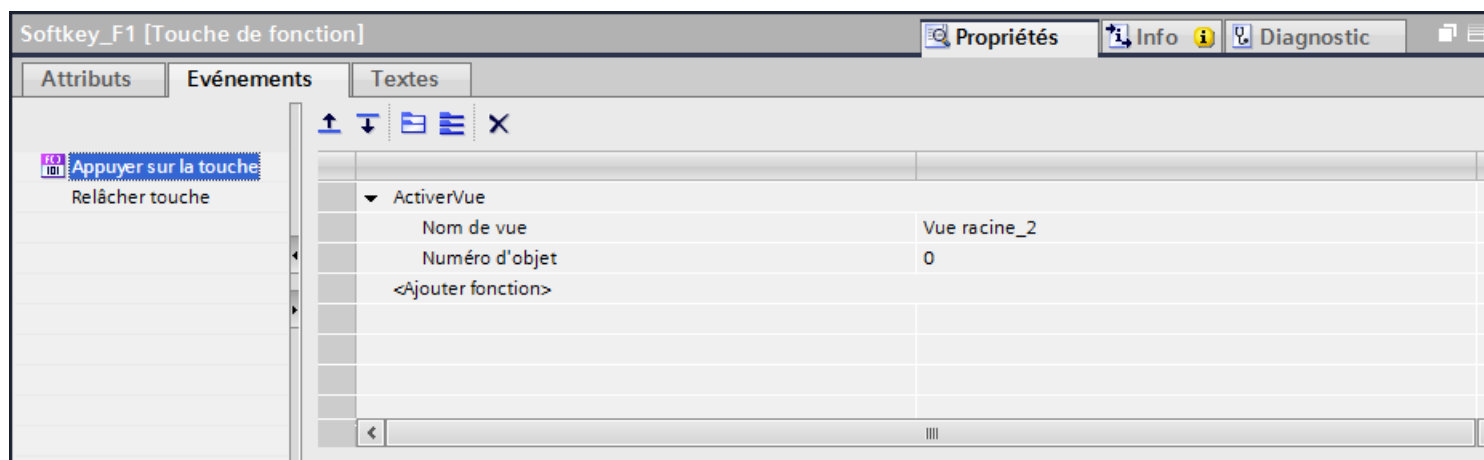 Softkey_F1 [Touche de fonction]
Propriétés
Info
Diagnostic
Attributs
Evénements
Textes
Appuyer sur la touche
Relâcher touche
ActiverVue
Nom de vue
Vue racine_2
Numéro d'objet
0
<Ajouter fonction>